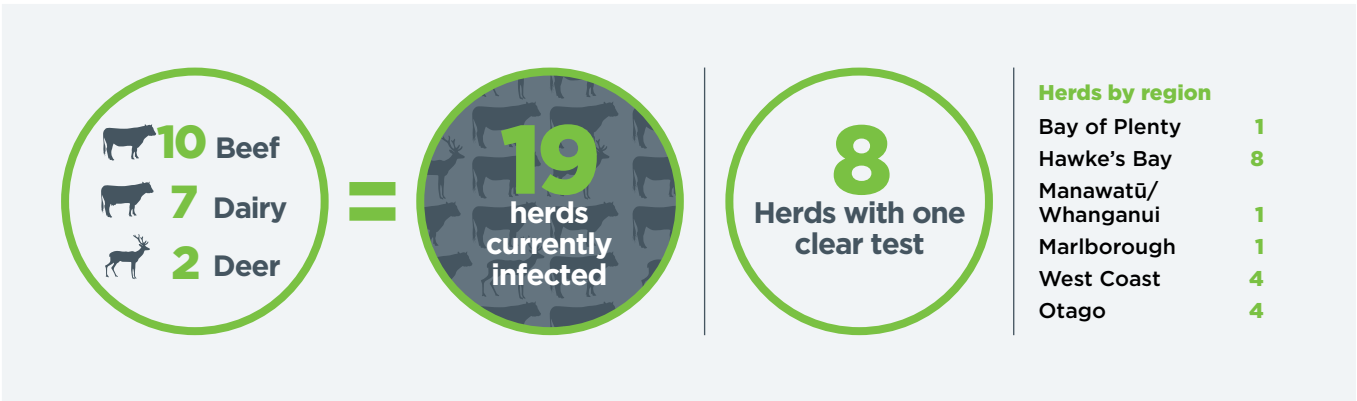 10 Beef
7 Dairy
2 Deer
=
19
herds
currently
infected
8
Herds with one
clear test
Herds by region
Bay of Plenty 1
Hawke's Bay 8
Manawatū/
Whanganui 1
Marlborough 1
West Coast 4
Otago 4